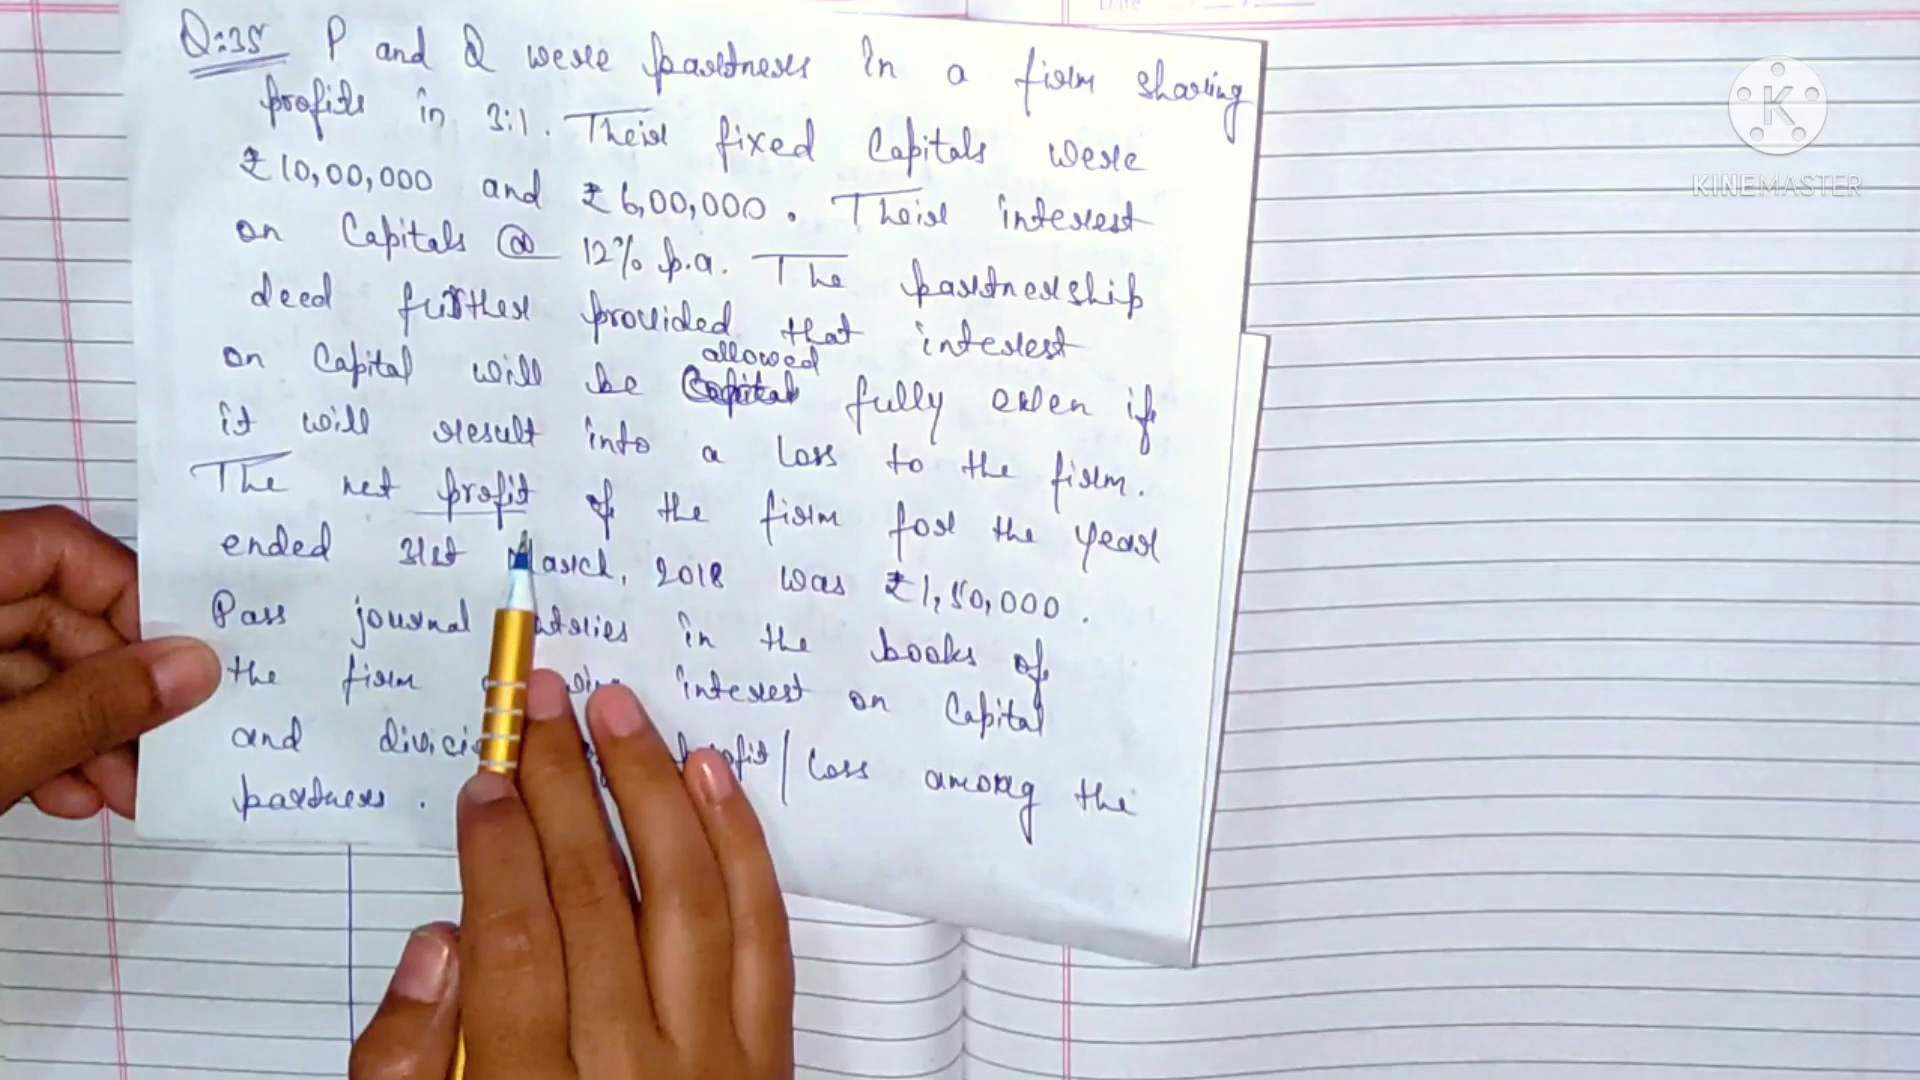 Date
K
KINEMASTER
Q:35 P and Q were partners in a firm sharing
profits in 3:1. Their fixed Capitals were
₹10,00,000 and ₹6,00,000. Their interest
on Capitals @ 12% p.a. The partnership
deed further provided that interest
on Capital will be allowed fully even if
it will result into a loss to the firm.
The net profit of the firm for the year
ended 31st March, 2018 was ₹1,50,000.
Pass journal entries in the books of
the firm interest on Capital
and profit/loss among the
partners.